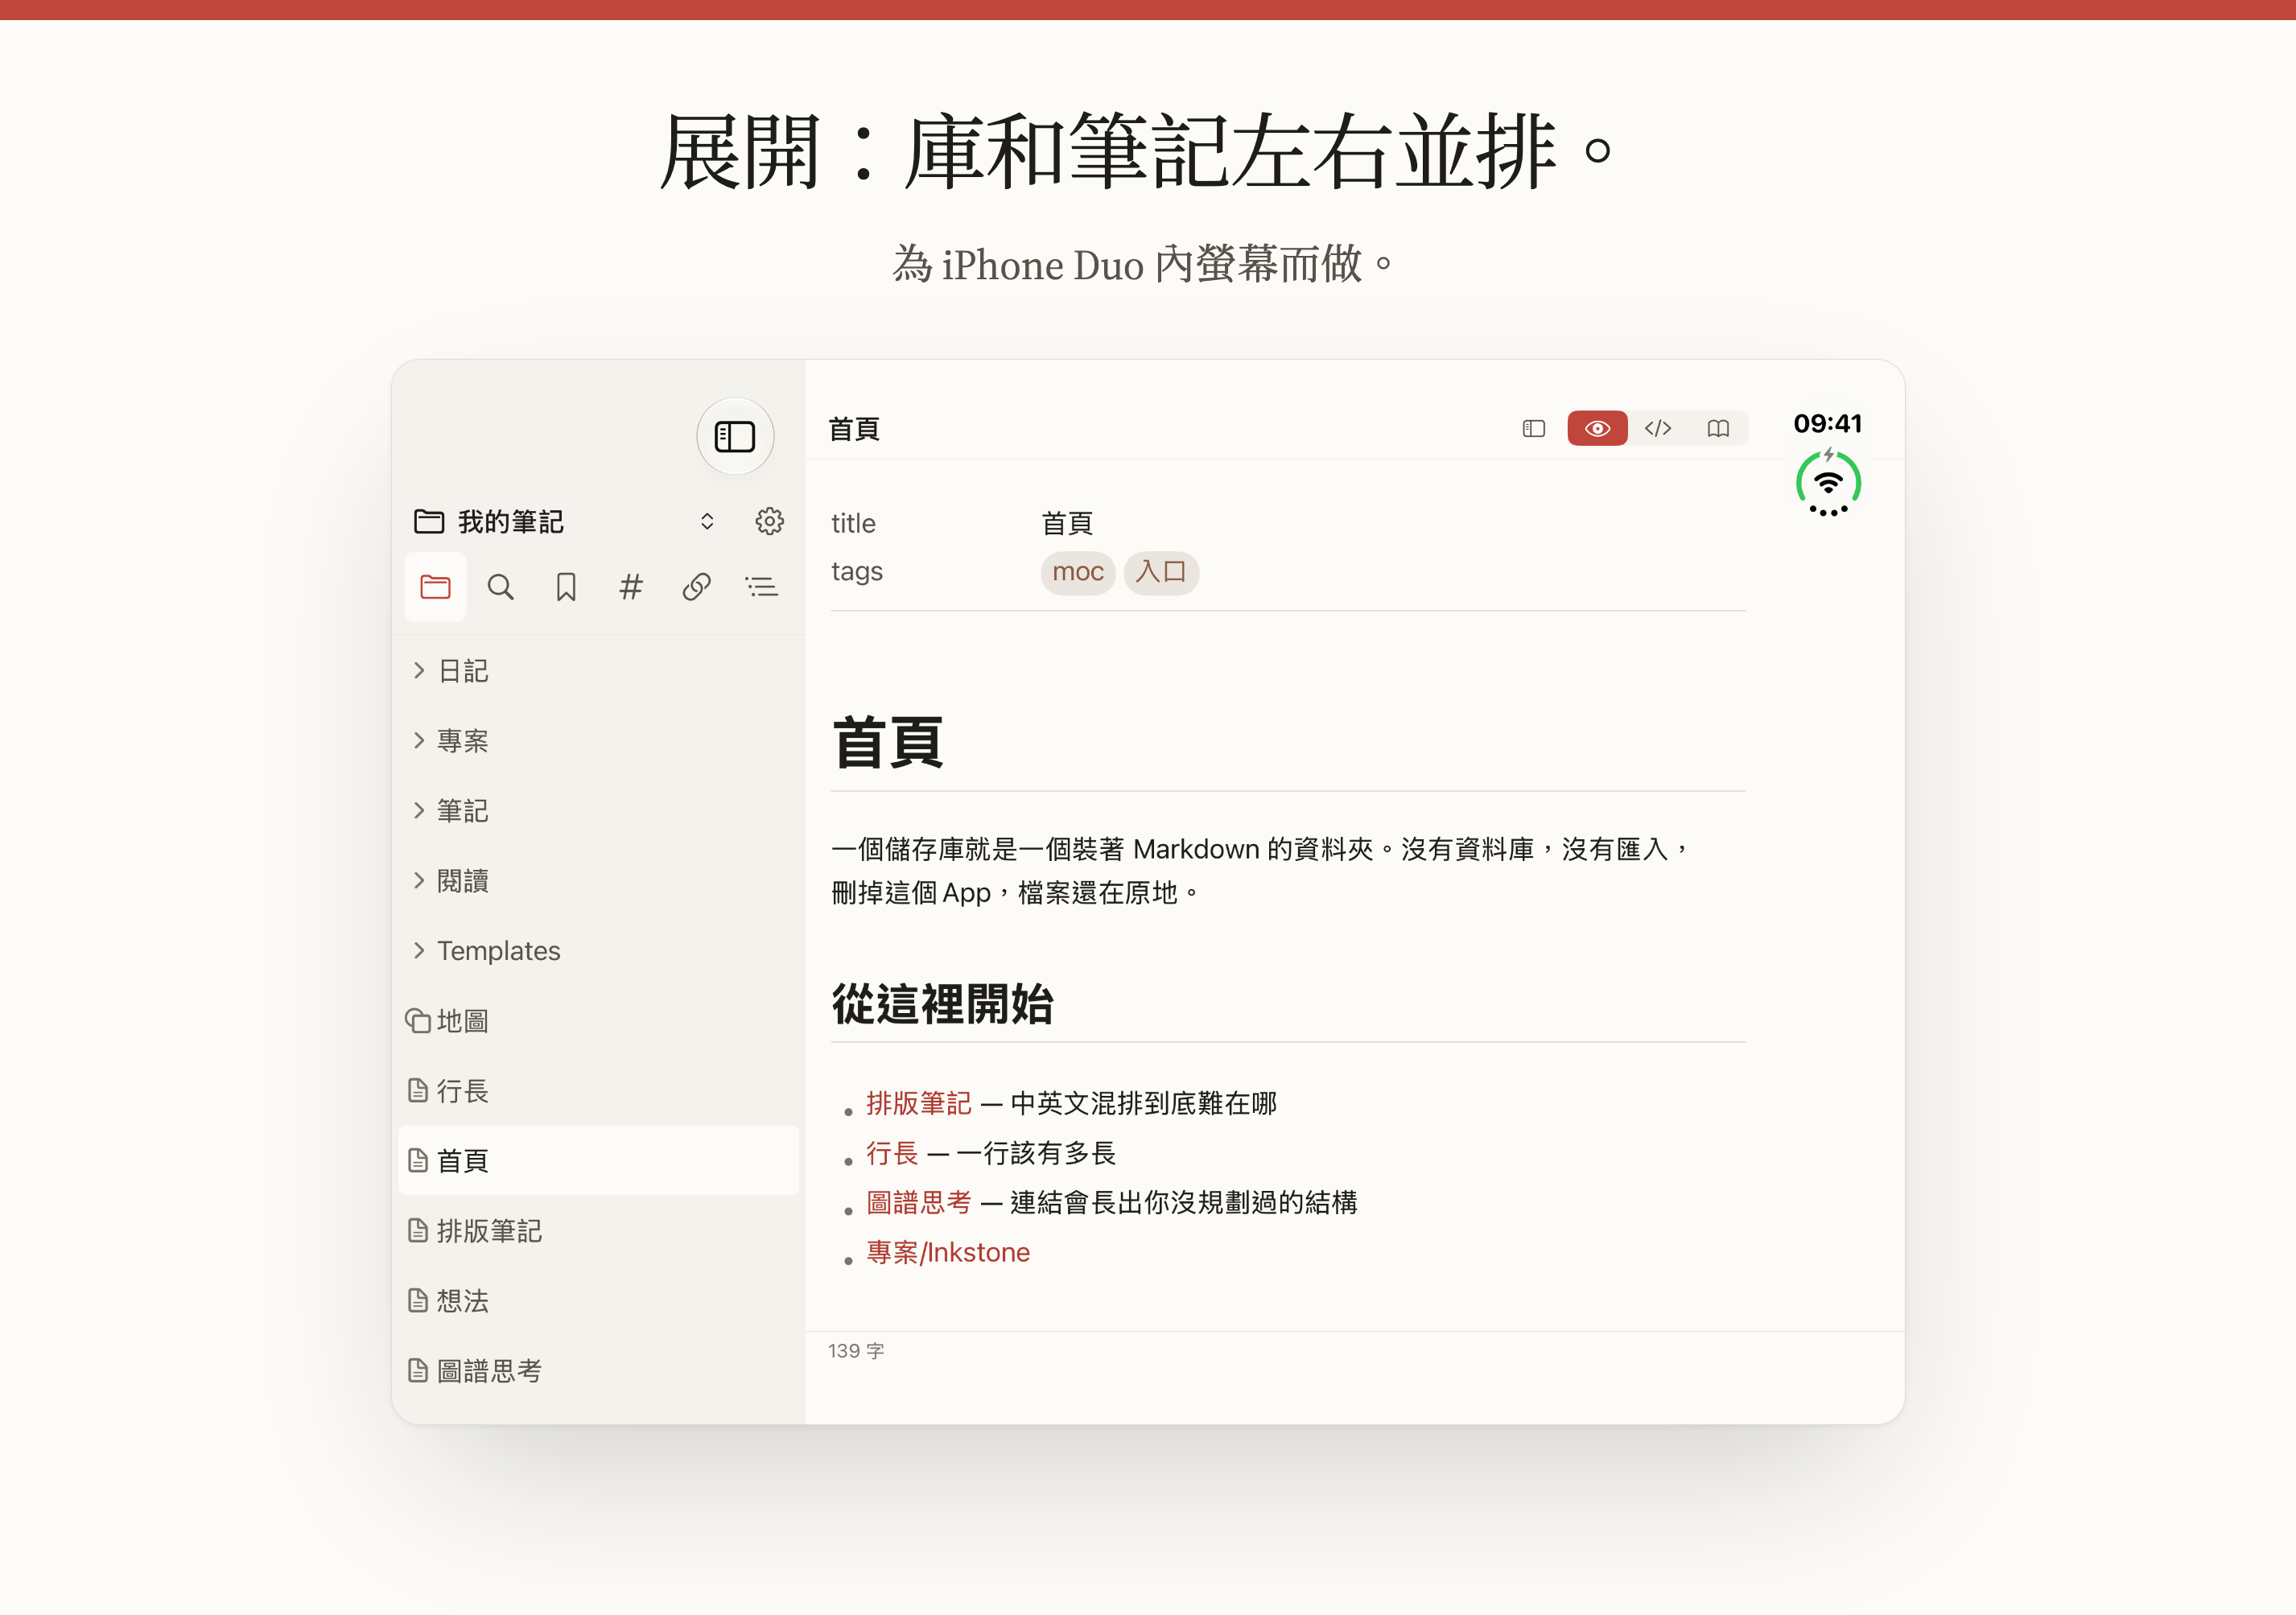 展開：庫和筆記左右並排。
為 iPhone Duo 內螢幕而做。
我的筆記
日記
專案
筆記
閱讀
Templates
地圖
行長
首頁
排版筆記
想法
圖譜思考
首頁
09:41
title 首頁
tags moc 入口
首頁
一個儲存庫就是一個裝著 Markdown 的資料夾。沒有資料庫，沒有匯入，
刪掉這個 App，檔案還在原地。
從這裡開始
排版筆記 — 中英文混排到底難在哪
行長 — 一行該有多長
圖譜思考 — 連結會長出你沒規劃過的結構
專案/Inkstone
139 字